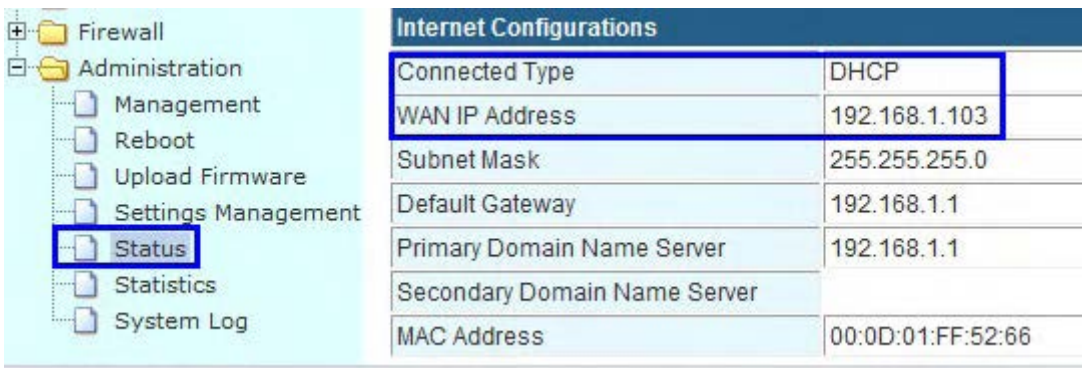 Firewall
Administration
Management
Reboot
Upload Firmware
Settings Management
Status
Statistics
System Log
Internet Configurations
Connected Type DHCP
WAN IP Address 192.168.1.103
Subnet Mask 255.255.255.0
Default Gateway 192.168.1.1
Primary Domain Name Server 192.168.1.1
Secondary Domain Name Server
MAC Address 00:0D:01:FF:52:66